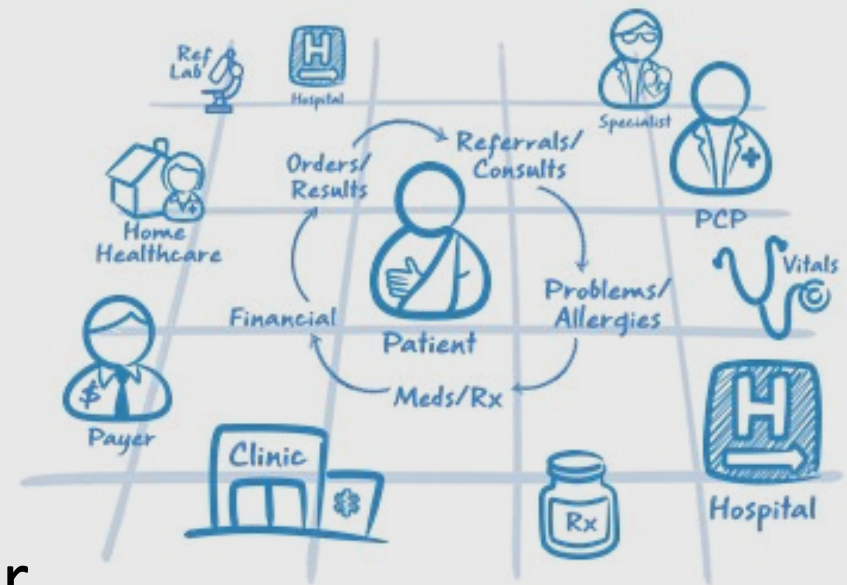 Ref
Lab
H
Hospital
Specialist
Orders/
Results
Referrals/
Consults
Home
Healthcare
PCP
Vitals
Problems/
Allergies
Financial
Patient
Meds/Rx
$
Payer
Clinic
H
Hospital
Rx
r